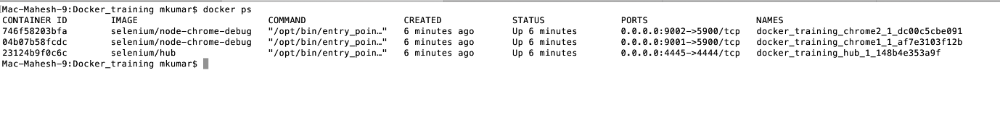 [Mac-Mahesh-9:Docker_training mkumar$ docker ps
CONTAINER ID IMAGE COMMAND CREATED STATUS PORTS NAMES
746f58203bfa selenium/node-chrome-debug "/opt/bin/entry_poin…" 6 minutes ago Up 6 minutes 0.0.0.0:9002->5900/tcp docker_training_chrome2_1_dc00c5cbe091
04b07b58fcdc selenium/node-chrome-debug "/opt/bin/entry_poin…" 6 minutes ago Up 6 minutes 0.0.0.0:9001->5900/tcp docker_training_chrome1_1_af7e3103f12b
23124b9f0c6c selenium/hub "/opt/bin/entry_poin…" 6 minutes ago Up 6 minutes 0.0.0.0:4445->4444/tcp docker_training_hub_1_148b4e353a9f
Mac-Mahesh-9:Docker_training mkumar$